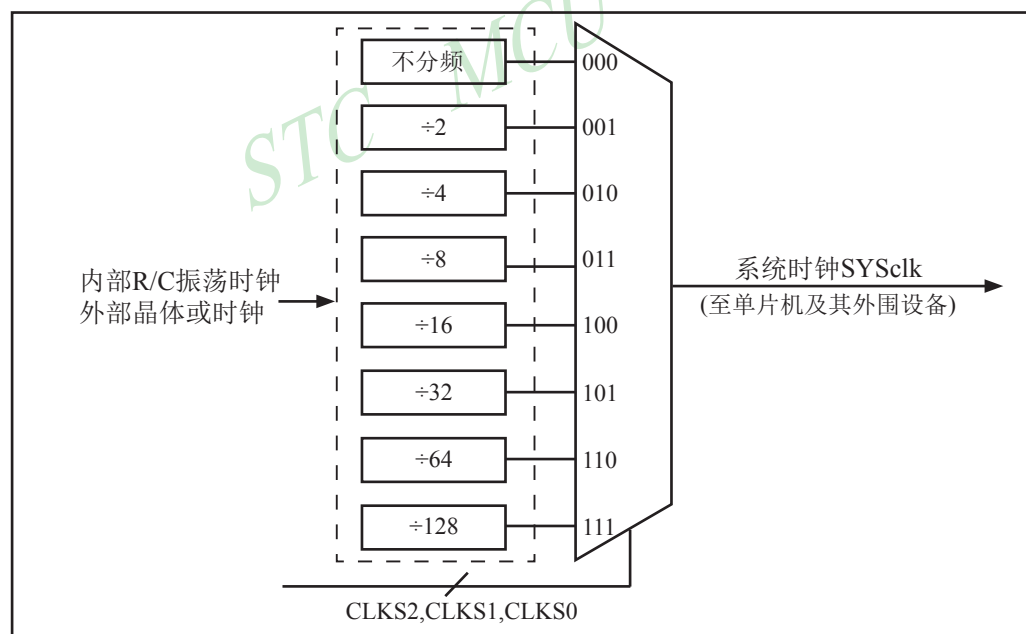 STC MCU
不分频
000
÷2
001
÷4
010
÷8
011
÷16
100
÷32
101
÷64
110
÷128
111
内部R/C振荡时钟
外部晶体或时钟
系统时钟SYSclk
(至单片机及其外围设备)
CLKS2,CLKS1,CLKS0